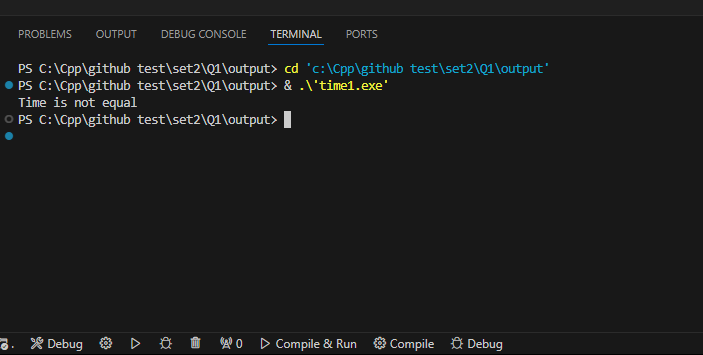 PROBLEMS OUTPUT DEBUG CONSOLE TERMINAL PORTS
PS C:\Cpp\github test\set2\Q1\output> cd 'c:\Cpp\github test\set2\Q1\output'
PS C:\Cpp\github test\set2\Q1\output> & .\'time1.exe'
Time is not equal
PS C:\Cpp\github test\set2\Q1\output>
. Debug 0 Compile & Run Compile Debug